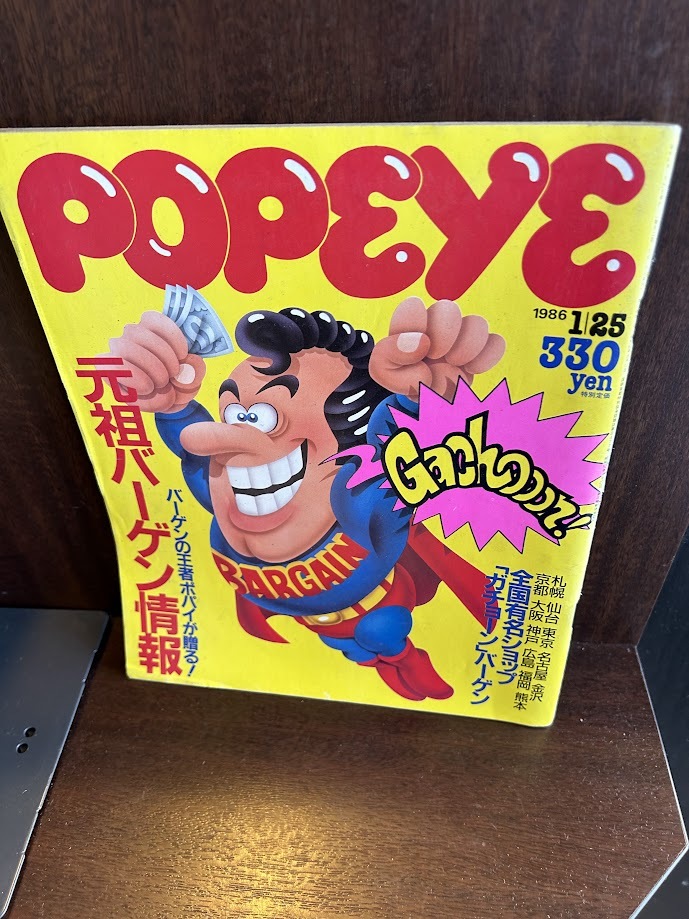 POPEYE
1986 1|25
330
yen
特別定価
元祖バーゲン情報
バーゲンの王者ポパイが贈る!
Gachooon!
BARGAIN
札幌 仙台 東京 名古屋 金沢
京都 大阪 神戸 広島 福岡 熊本
全国有名ショップ
「ガチョーン」バーゲン